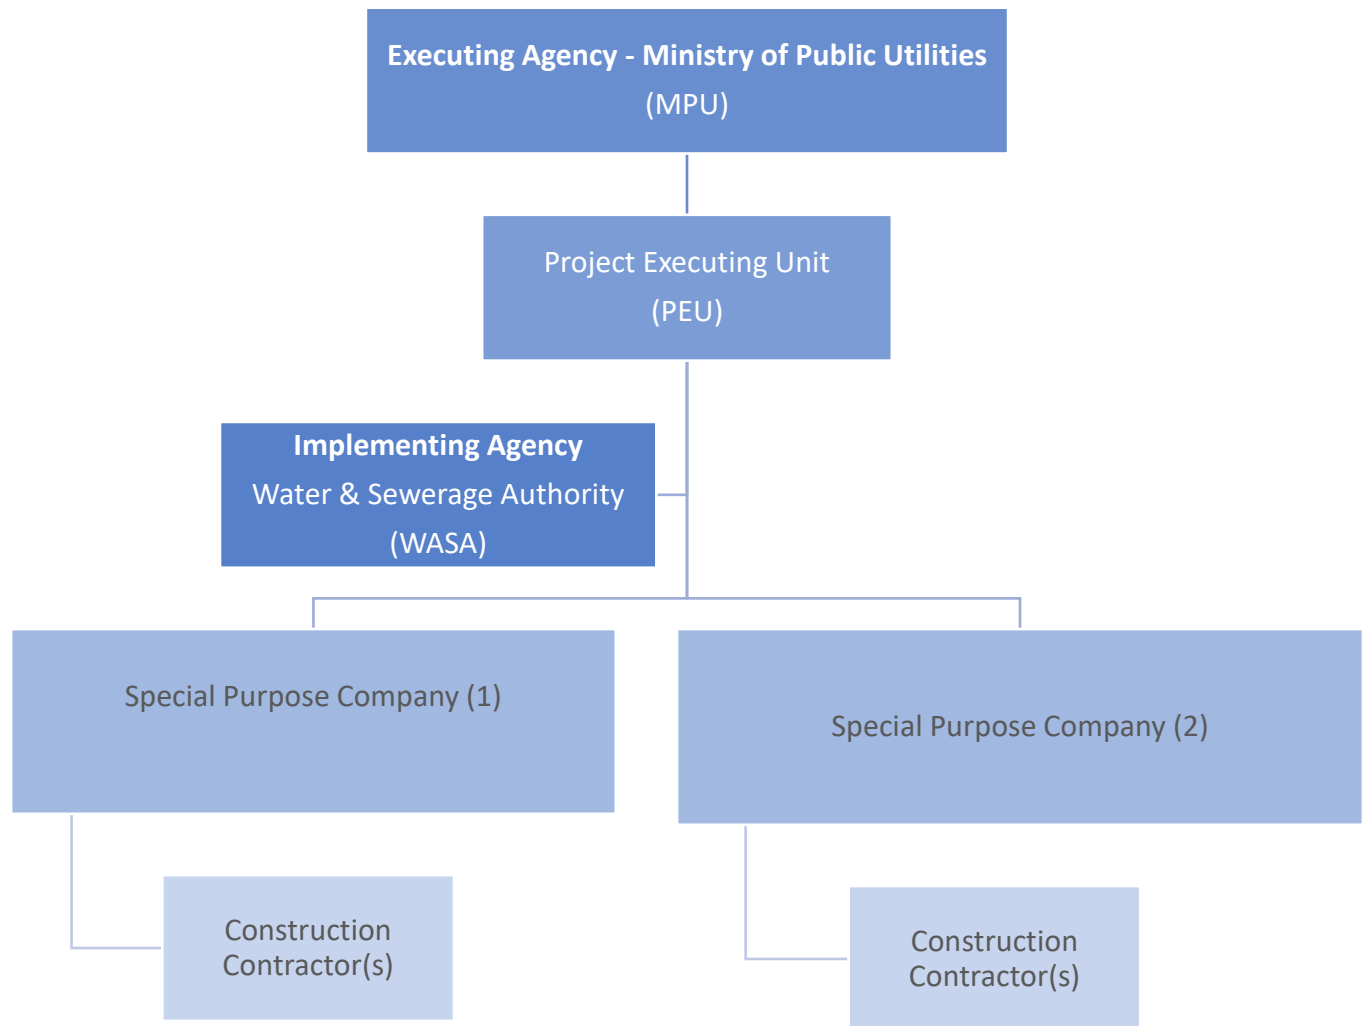 Executing Agency - Ministry of Public Utilities
(MPU)
Project Executing Unit
(PEU)
Implementing Agency
Water & Sewerage Authority
(WASA)
Special Purpose Company (1)
Special Purpose Company (2)
Construction
Contractor(s)
Construction
Contractor(s)